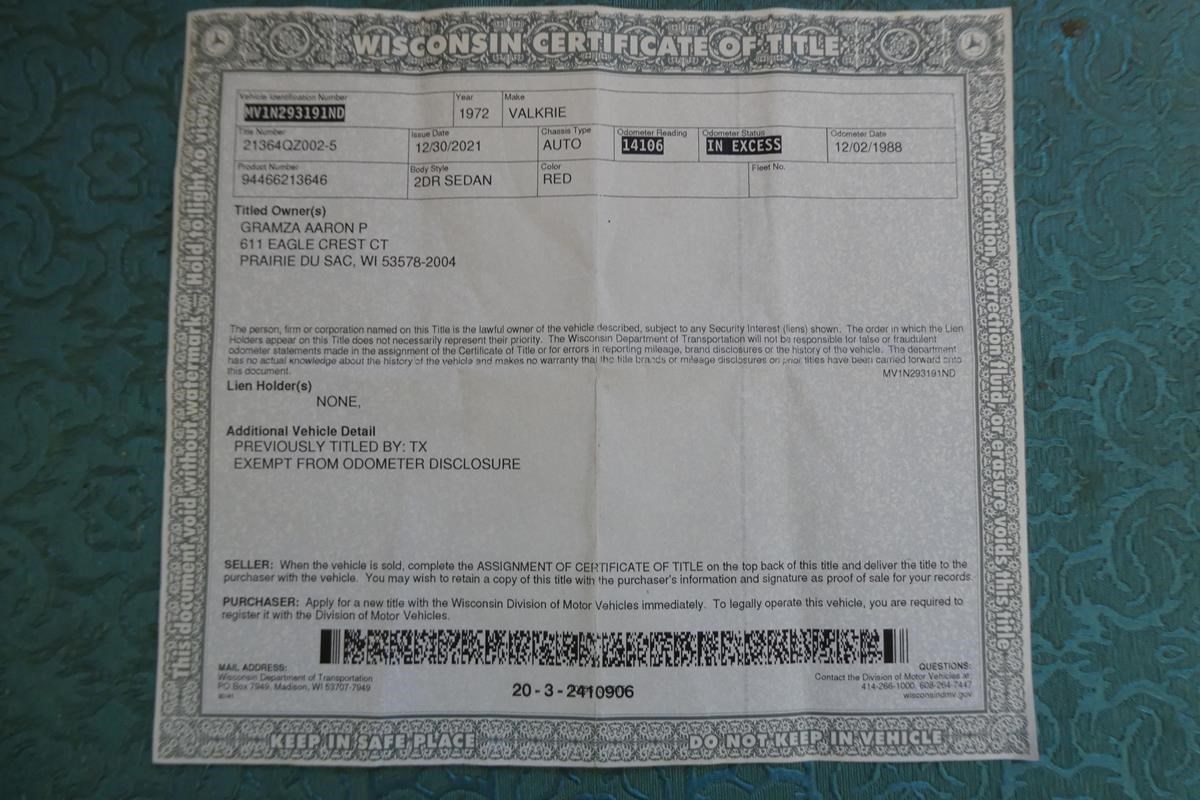 WISCONSIN CERTIFICATE OF TITLE
This document void without watermark — Hold to light to view
Any alteration, correction fluid, or erasure voids this title
Vehicle Identification Number
MV1N293191ND
Year
1972
Make
VALKRIE
Title Number
21364QZ002-5
Issue Date
12/30/2021
Chassis Type
AUTO
Odometer Reading
14106
Odometer Status
IN EXCESS
Odometer Date
12/02/1988
Product Number
94466213646
Body Style
2DR SEDAN
Color
RED
Fleet No.
Titled Owner(s)
GRAMZA AARON P
611 EAGLE CREST CT
PRAIRIE DU SAC, WI 53578-2004
The person, firm or corporation named on this Title is the lawful owner of the vehicle described, subject to any Security Interest (liens) shown. The order in which the Lien
Holders appear on this Title does not necessarily represent their priority. The Wisconsin Department of Transportation will not be responsible for false or fraudulent
odometer statements made in the assignment of the Certificate of Title or for errors in reporting mileage, brand disclosures or the history of the vehicle. The department
has no actual knowledge about the history of the vehicle and makes no warranty that the title brands or mileage disclosures on prior titles have been carried forward onto
this document.
MV1N293191ND
Lien Holder(s)
NONE,
Additional Vehicle Detail
PREVIOUSLY TITLED BY: TX
EXEMPT FROM ODOMETER DISCLOSURE
SELLER: When the vehicle is sold, complete the ASSIGNMENT OF CERTIFICATE OF TITLE on the top back of this title and deliver the title to the
purchaser with the vehicle. You may wish to retain a copy of this title with the purchaser's information and signature as proof of sale for your records.
PURCHASER: Apply for a new title with the Wisconsin Division of Motor Vehicles immediately. To legally operate this vehicle, you are required to
register it with the Division of Motor Vehicles.
MAIL ADDRESS:
Wisconsin Department of Transportation
PO Box 7949, Madison, WI 53707-7949
20-3-2410906
QUESTIONS:
Contact the Division of Motor Vehicles at
414-266-1000, 608-264-7447
wisconsindmv.gov
KEEP IN SAFE PLACE
DO NOT KEEP IN VEHICLE